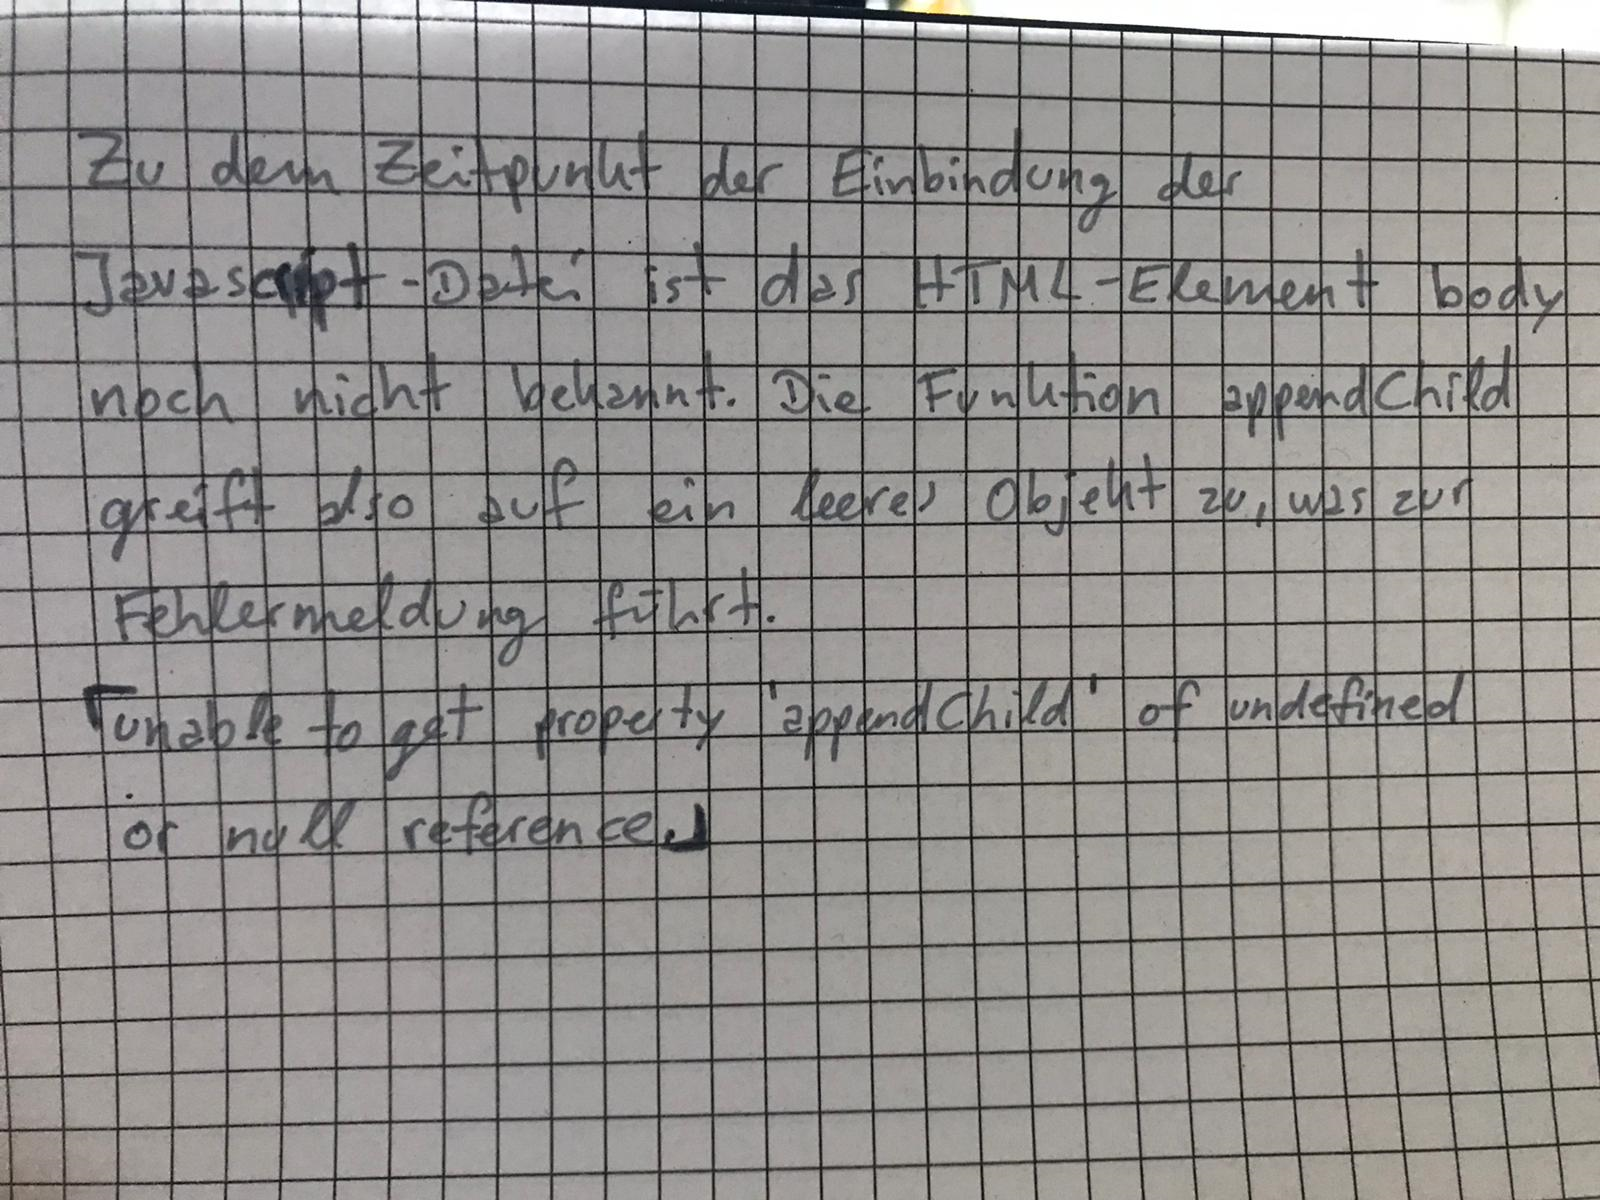 Zu dem Zeitpunkt der Einbindung der
Javascript-Datei ist das HTML-Element body
noch nicht bekannt. Die Funktion appendChild
greift also auf ein leeres Objekt zu, was zur
Fehlermeldung führt.
「unable to get property 'appendChild' of undefined
or null reference.」